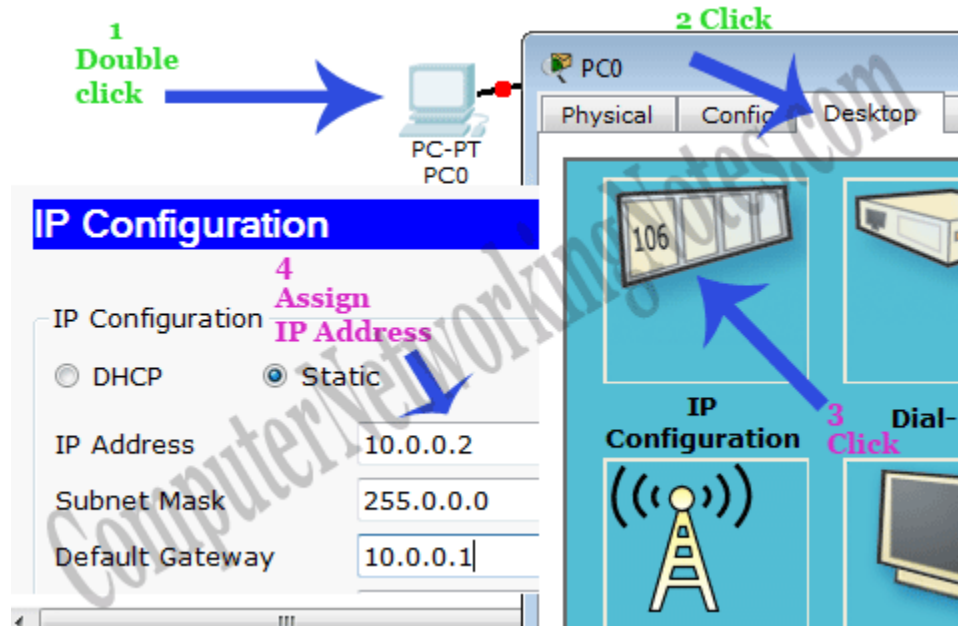 1
Double
click
2 Click
PC0
Physical
Config
Desktop
PC-PT
PC0
IP Configuration
4
Assign
IP Address
IP Configuration
DHCP
Static
IP Address
10.0.0.2
Subnet Mask
255.0.0.0
Default Gateway
10.0.0.1
106
IP
Configuration
3
Click
Dial-
ComputerNetworkingNotes.com